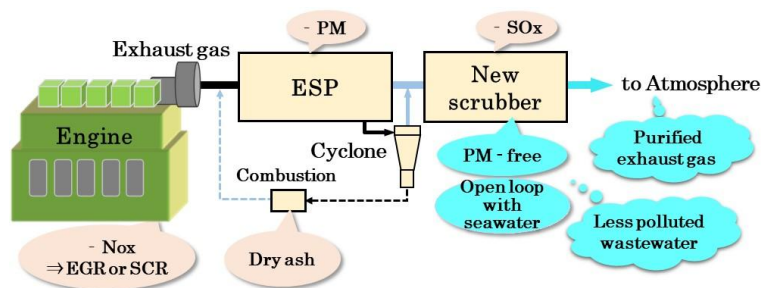 - PM
- SOx
Exhaust gas
ESP
New
scrubber
to Atmosphere
Engine
Cyclone
Combustion
PM - free
Purified
exhaust gas
Open loop
with
seawater
Less polluted
wastewater
- Nox
⇒EGR or SCR
Dry ash